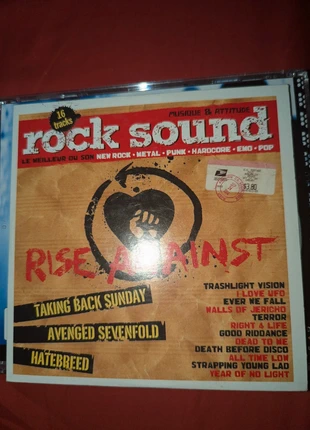 16
tracks
MUSIQUE & ATTITUDE
rock sound
LE MEILLEUR DU SON NEW ROCK • METAL • PUNK • HARDCORE • EMO • POP
RISE AGAINST
TAKING BACK SUNDAY
AVENGED SEVENFOLD
HATEBREED
TRASHLIGHT VISION
I LOVE UFO
EVER WE FALL
WALLS OF JERICHO
TERROR
RIGHT 4 LIFE
GOOD RIDDANCE
DEAD TO ME
DEATH BEFORE DISCO
ALL TIME LOW
STRAPPING YOUNG LAD
YEAR OF NO LIGHT